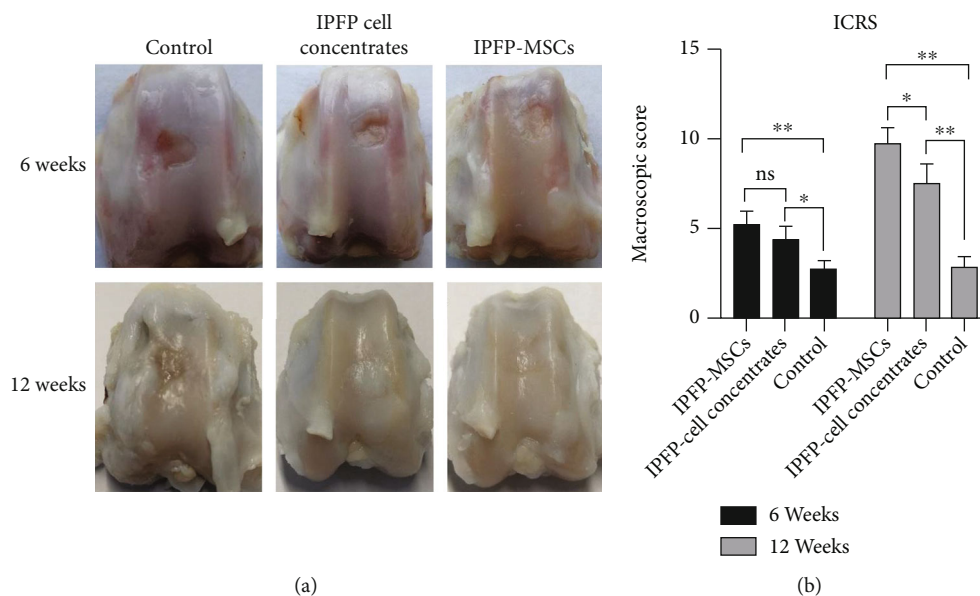 Control
IPFP cell
concentrates
IPFP-MSCs
6 weeks
12 weeks
(a)
ICRS
Macroscopic score
15
10
5
0
**
ns
*
**
*
**
IPFP-MSCs
IPFP-cell concentrates
Control
IPFP-MSCs
IPFP-cell concentrates
Control
6 Weeks
12 Weeks
(b)